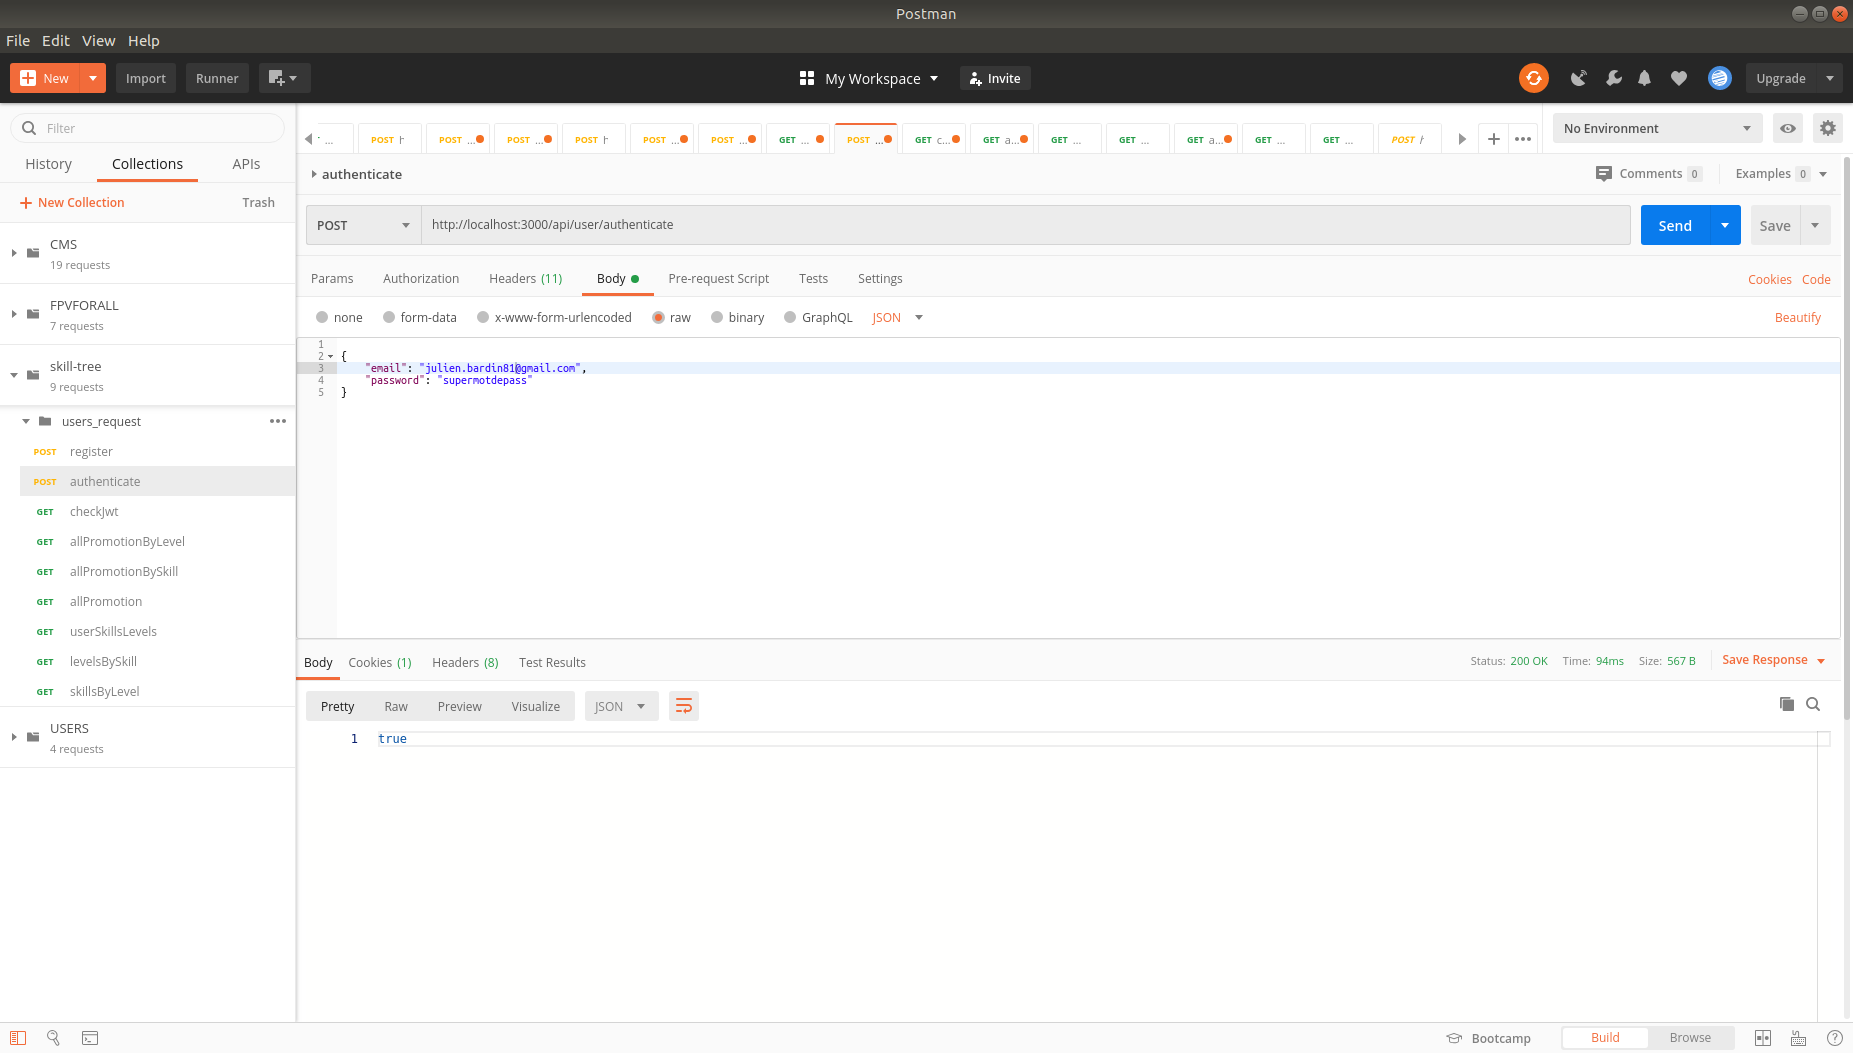 Postman
File Edit View Help
New Import Runner My Workspace Invite Upgrade
Filter
History Collections APIs
New Collection Trash
CMS
19 requests
FPVFORALL
7 requests
skill-tree
9 requests
users_request
POST register
POST authenticate
GET checkJwt
GET allPromotionByLevel
GET allPromotionBySkill
GET allPromotion
GET userSkillsLevels
GET levelsBySkill
GET skillsByLevel
USERS
4 requests
... POST POST ... POST ... POST POST ... POST ... GET ... POST ... GET c... GET a... GET ... GET ... GET a... GET ... GET ... POST
No Environment
authenticate Comments 0 Examples 0
POST http://localhost:3000/api/user/authenticate Send Save
Params Authorization Headers (11) Body Pre-request Script Tests Settings Cookies Code
none form-data x-www-form-urlencoded raw binary GraphQL JSON Beautify
1
2 {
3 "email": "julien.bardin81@gmail.com",
4 "password": "supermotdepass"
5 }
Body Cookies (1) Headers (8) Test Results Status: 200 OK Time: 94ms Size: 567 B Save Response
Pretty Raw Preview Visualize JSON
1 true
Bootcamp Build Browse